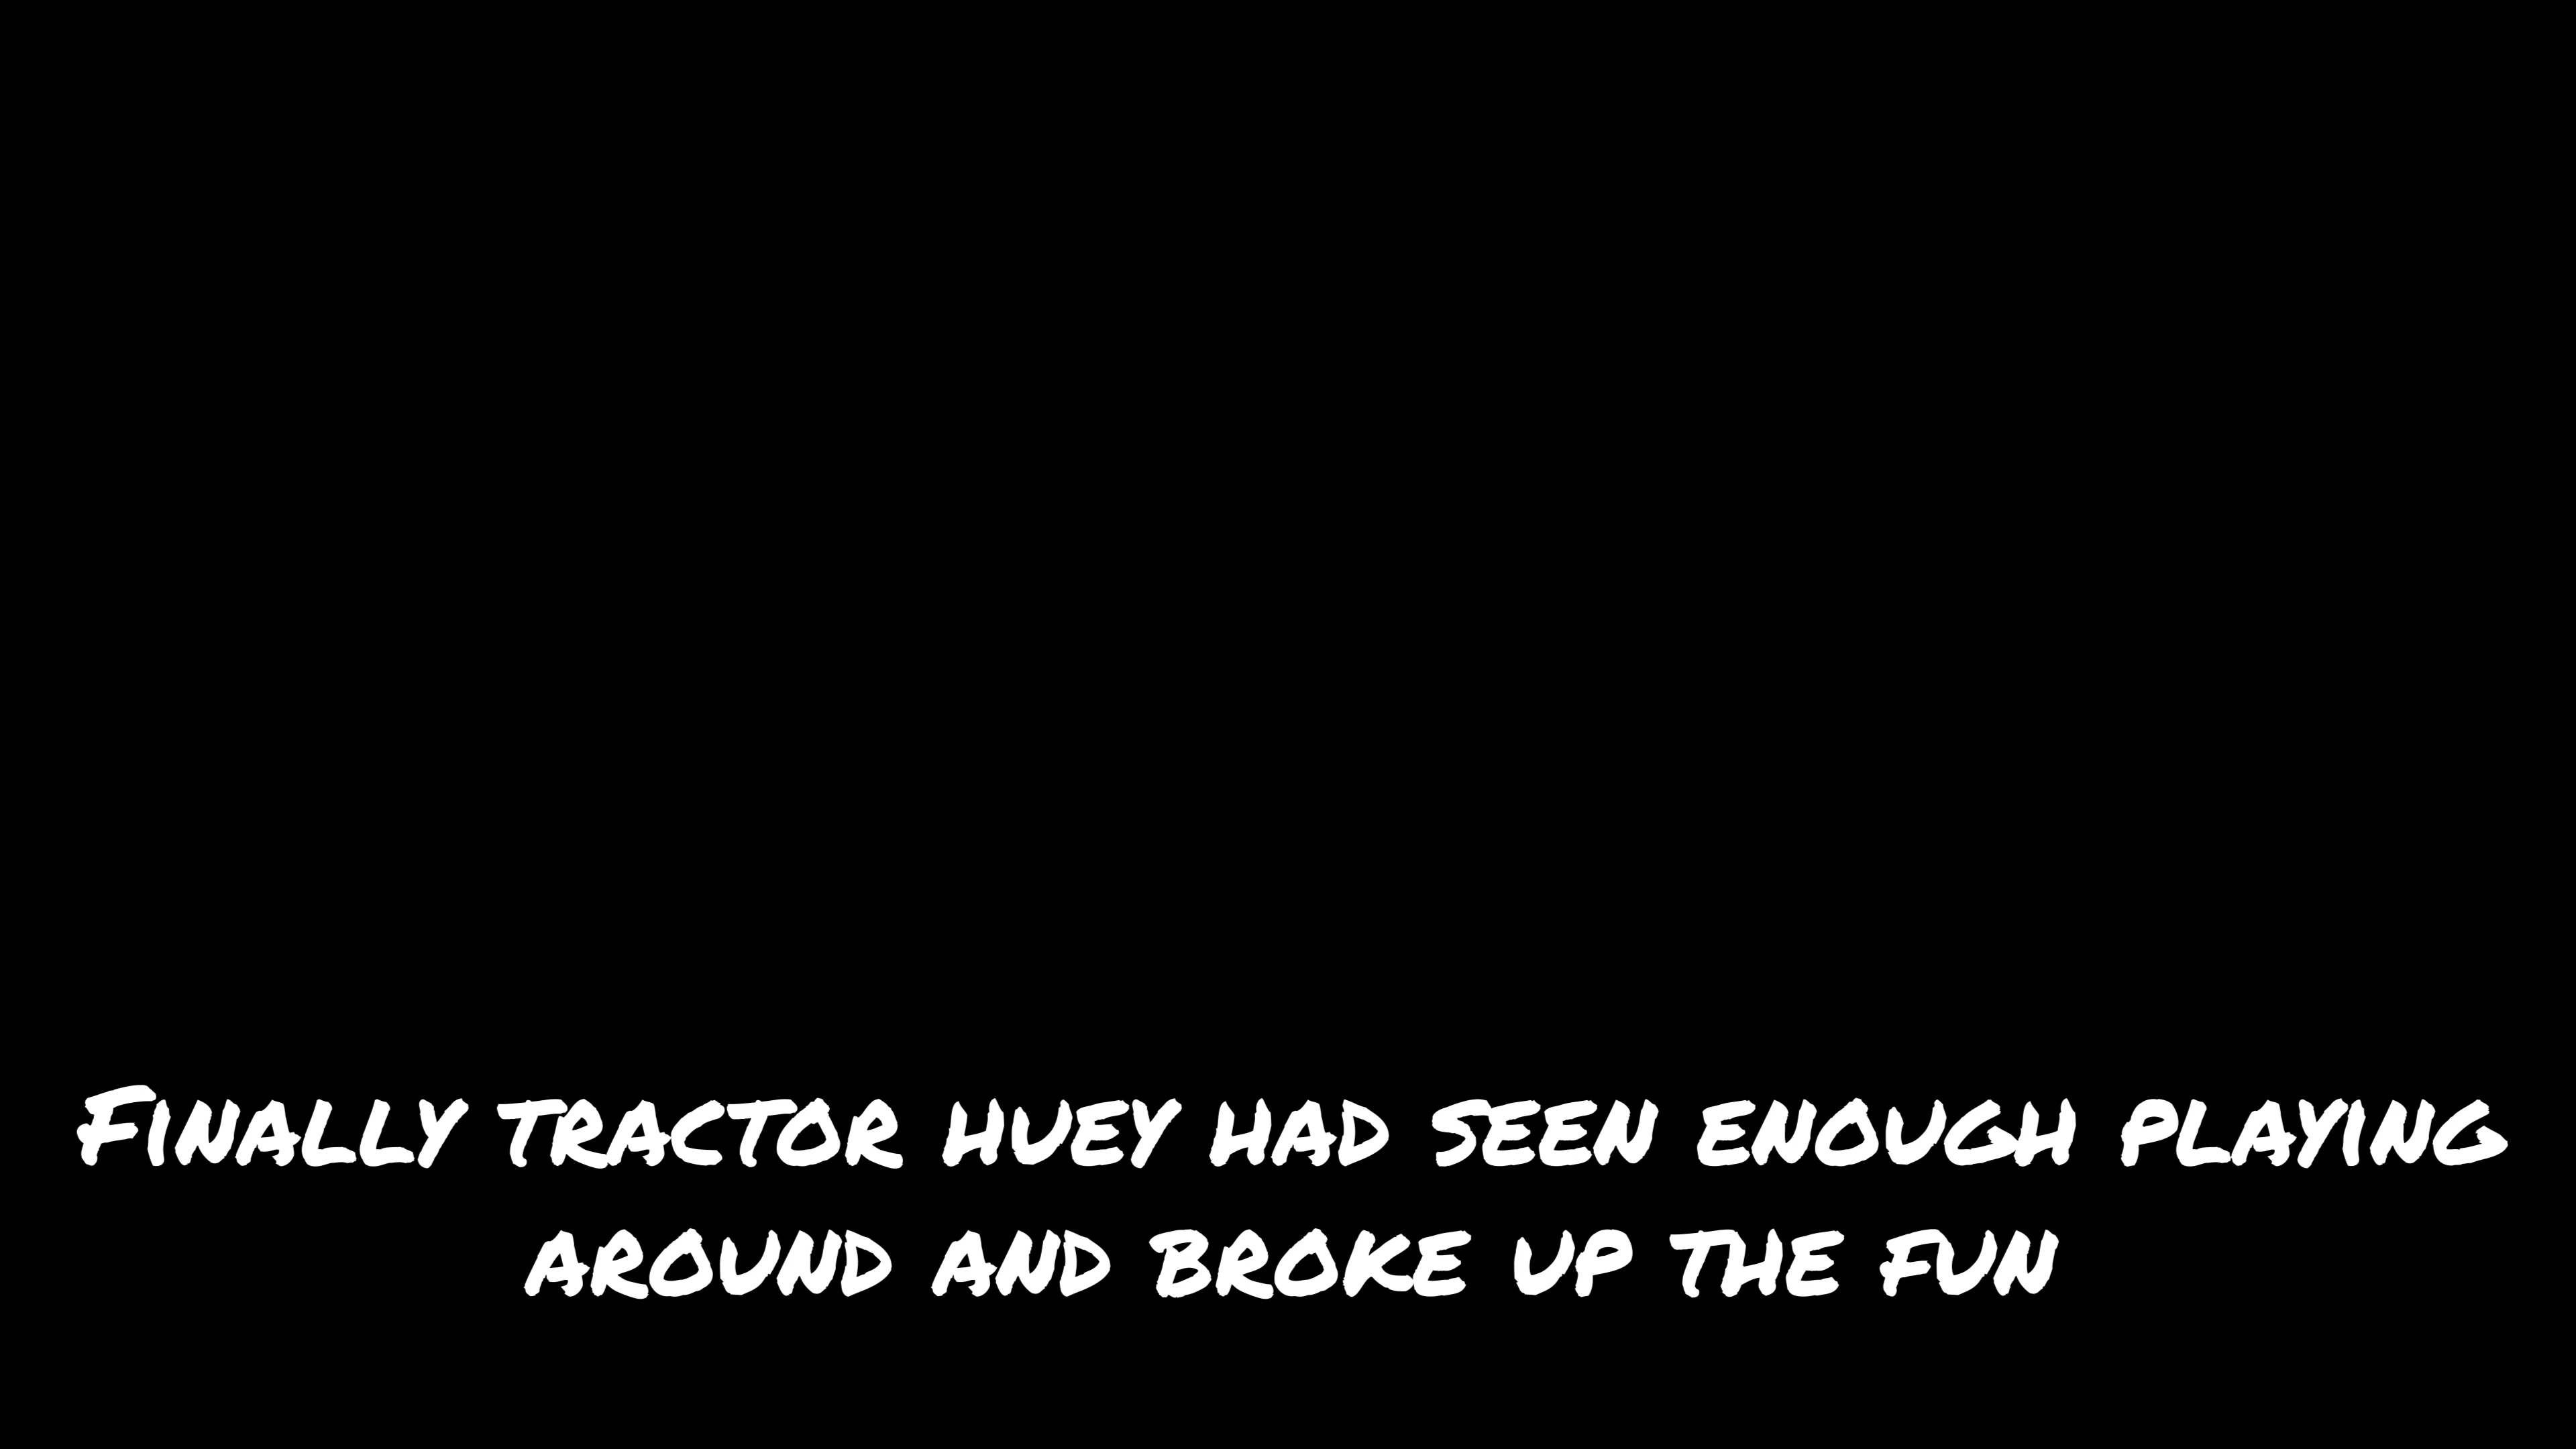 Finally tractor huey had seen enough playing
around and broke up the fun